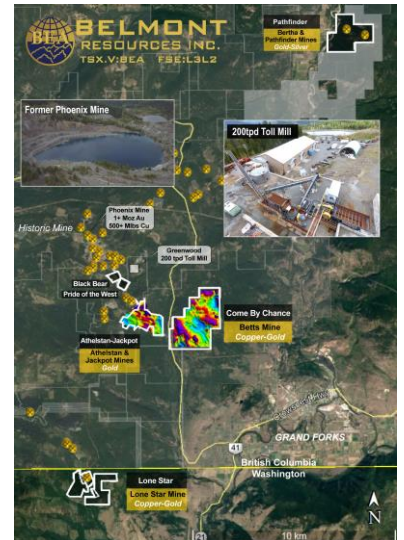 BEA
BELMONT
RESOURCES INC.
TSX.V:BEA FSE:L3L2
Pathfinder
Bertha &
Pathfinder Mines
Gold-Silver
Former Phoenix Mine
200tpd Toll Mill
Phoenix Mine
1+ Moz Au
500+ Mlbs Cu
Historic Mine
Greenwood
200 tpd Toll Mill
Black Bear
Pride of the West
Come By Chance
Betts Mine
Copper-Gold
Athelstan-Jackpot
Athelstan &
Jackpot Mines
Gold
GRAND FORKS
41
British Columbia
Washington
Lone Star
Lone Star Mine
Copper-Gold
N
21
10 km